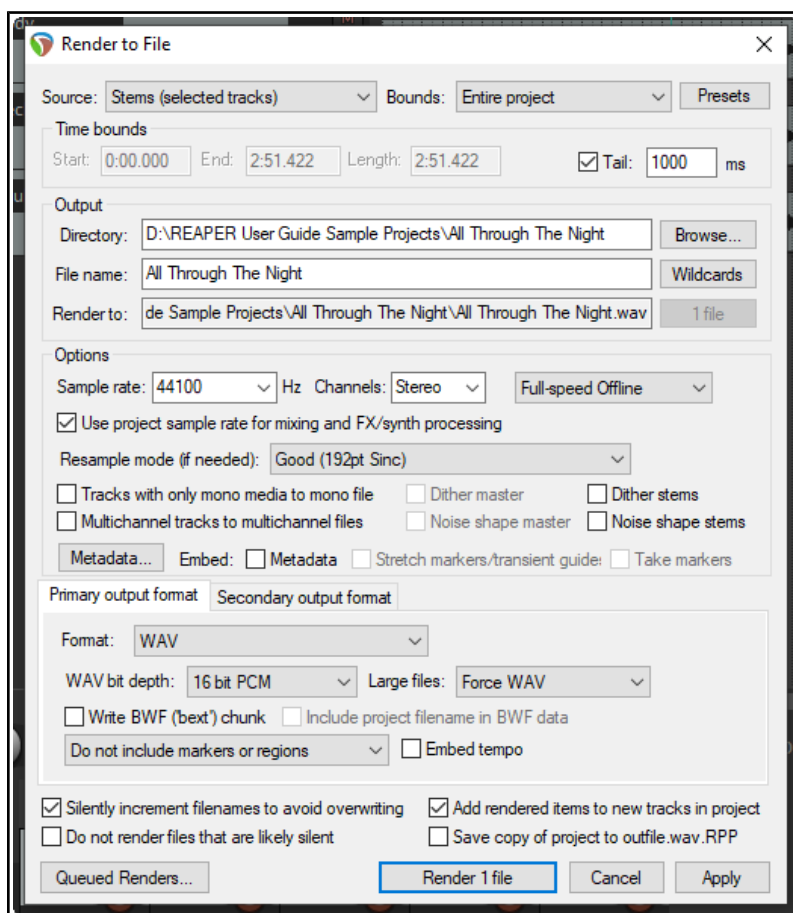 Render to File
Source: Stems (selected tracks) Bounds: Entire project Presets
Time bounds
Start: 0:00.000 End: 2:51.422 Length: 2:51.422 Tail: 1000 ms
Output
Directory: D:\REAPER User Guide Sample Projects\All Through The Night Browse...
File name: All Through The Night Wildcards
Render to: de Sample Projects\All Through The Night\All Through The Night.wav 1 file
Options
Sample rate: 44100 Hz Channels: Stereo Full-speed Offline
Use project sample rate for mixing and FX/synth processing
Resample mode (if needed): Good (192pt Sinc)
Tracks with only mono media to mono file Dither master Dither stems
Multichannel tracks to multichannel files Noise shape master Noise shape stems
Metadata... Embed: Metadata Stretch markers/transient guide Take markers
Primary output format Secondary output format
Format: WAV
WAV bit depth: 16 bit PCM Large files: Force WAV
Write BWF ('bext') chunk Include project filename in BWF data
Do not include markers or regions Embed tempo
Silently increment filenames to avoid overwriting Add rendered items to new tracks in project
Do not render files that are likely silent Save copy of project to outfile.wav.RPP
Queued Renders... Render 1 file Cancel Apply